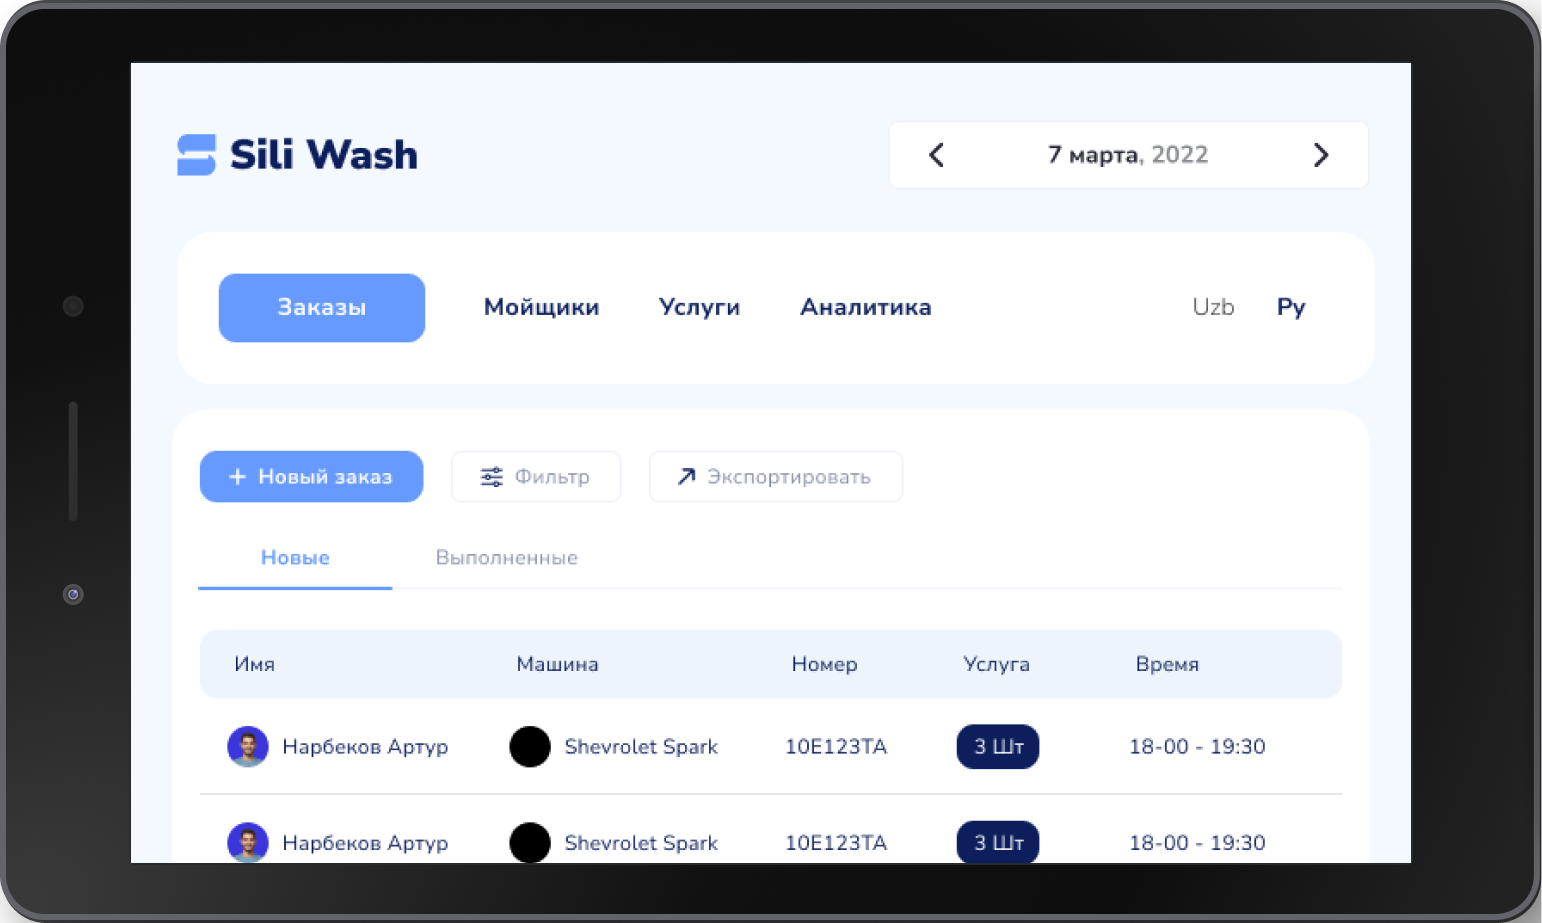 Sili Wash
7 марта, 2022
Заказы Мойщики Услуги Аналитика Uzb Ру
+ Новый заказ Фильтр Экспортировать
Новые Выполненные
Имя Машина Номер Услуга Время
Нарбеков Артур Shevrolet Spark 10E123TA 3 Шт 18-00 - 19:30
Нарбеков Артур Shevrolet Spark 10E123TA 3 Шт 18-00 - 19:30